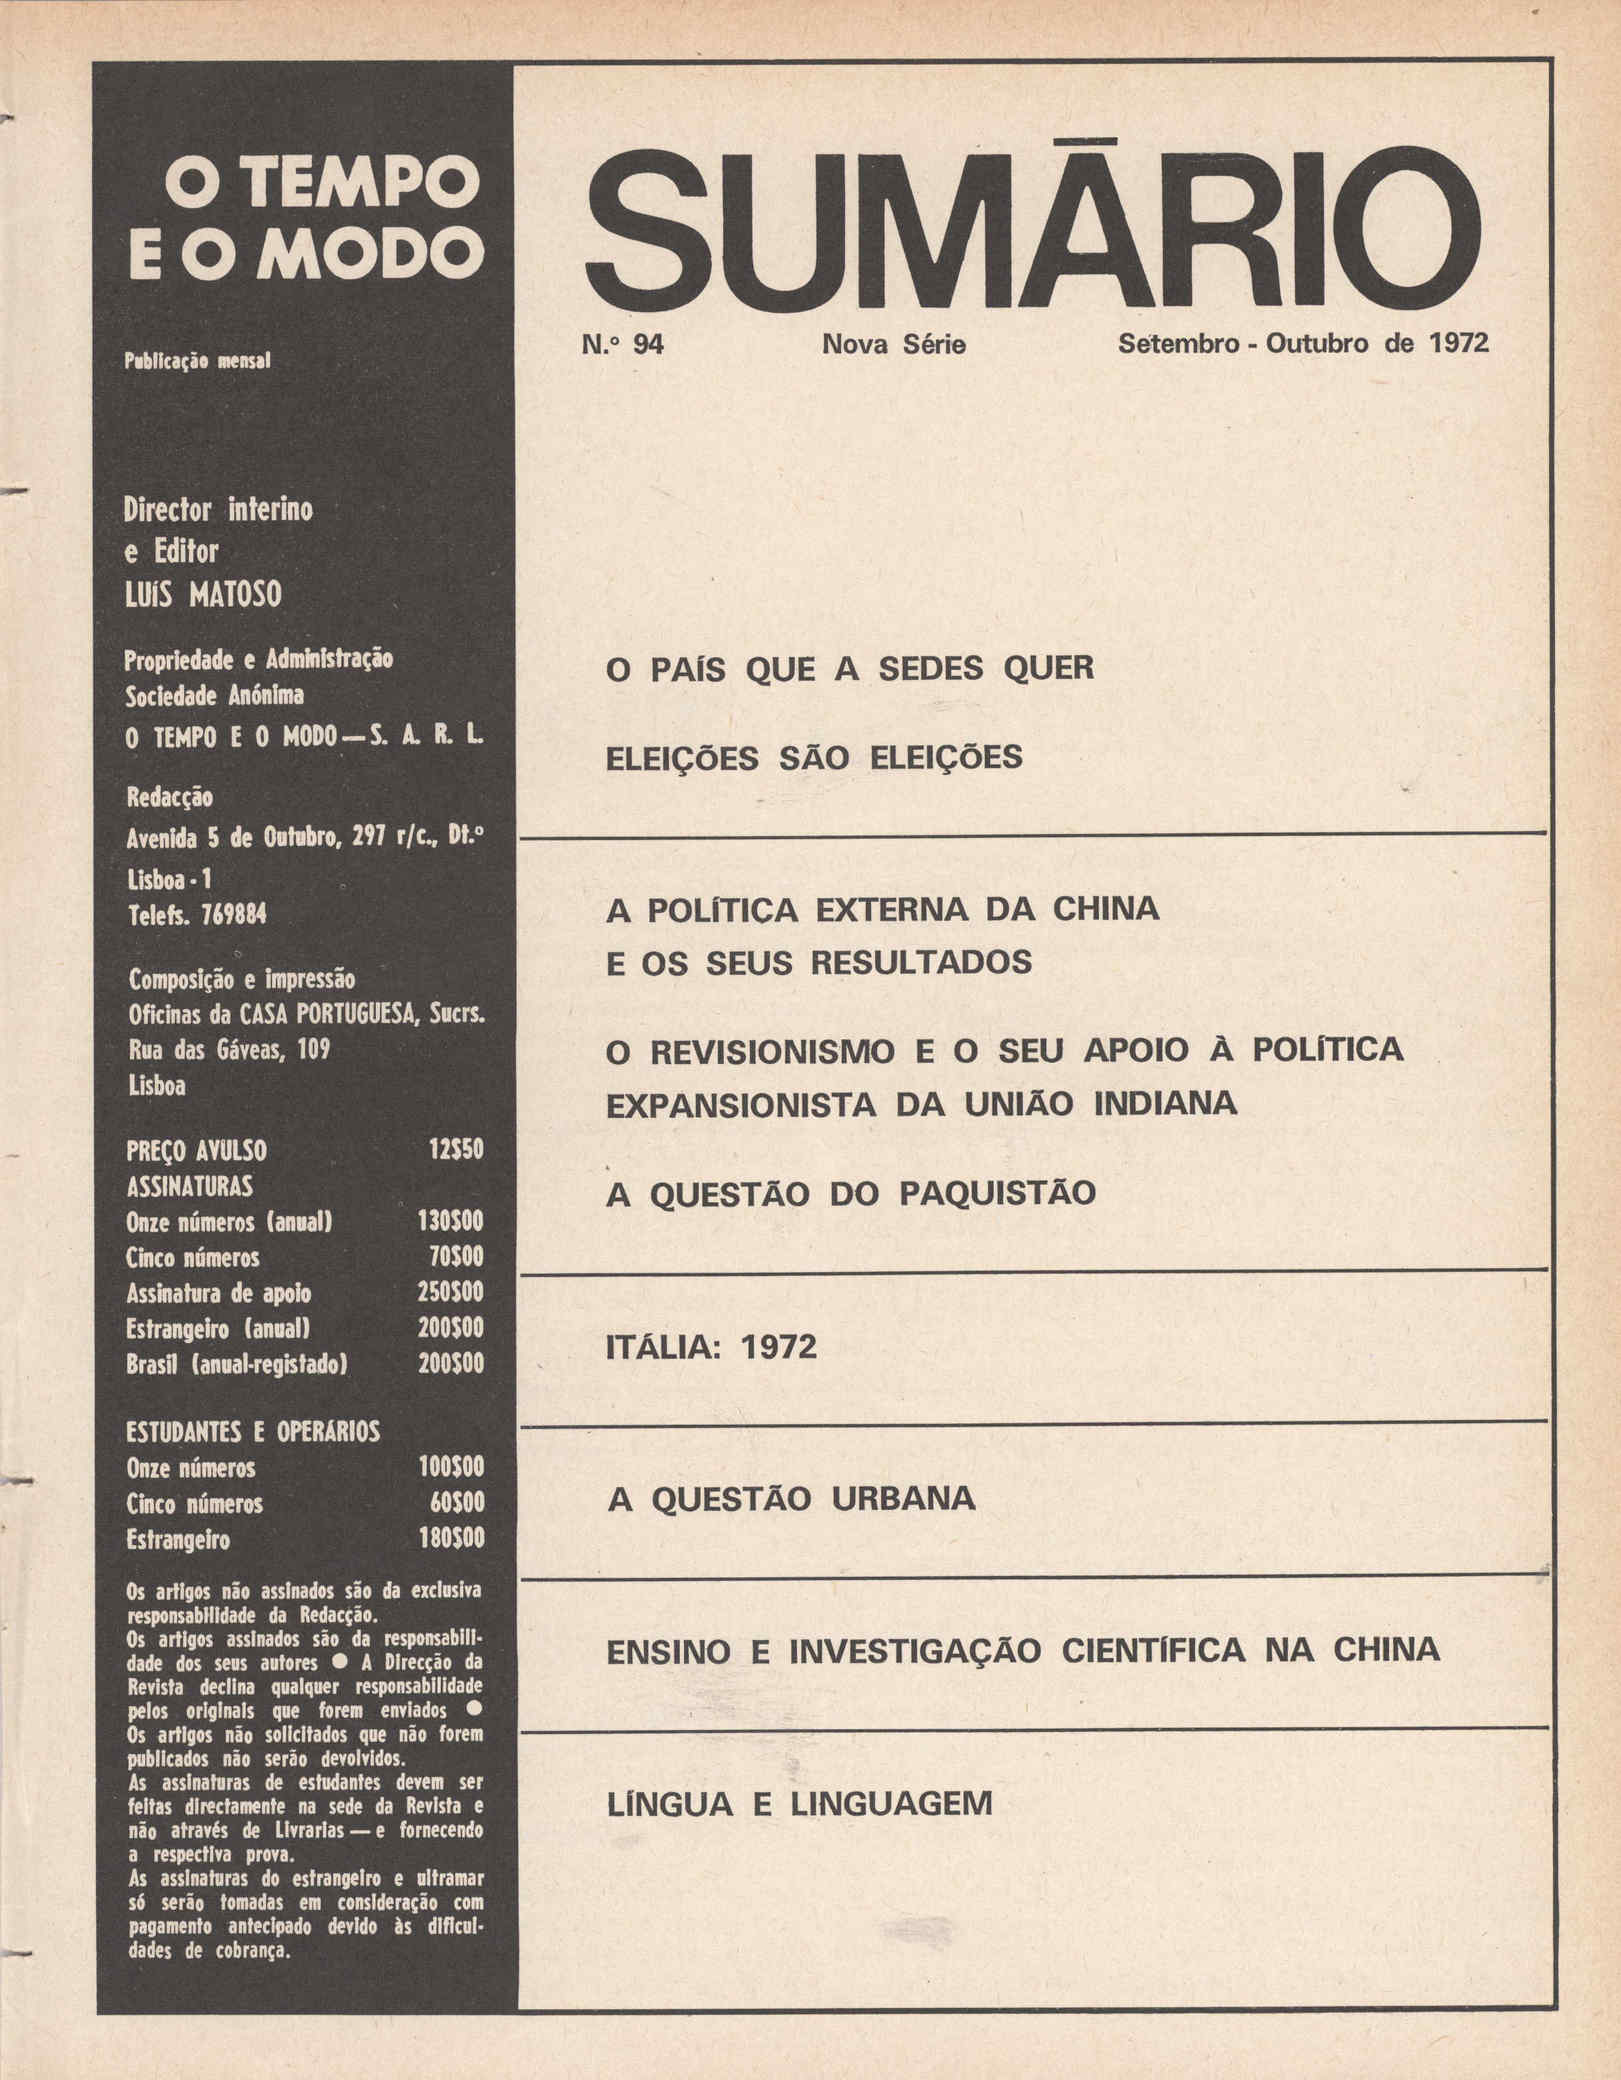 O TEMPO
E O MODO
Publicação mensal
Director interino
e Editor
LUÍS MATOSO
Propriedade e Administração
Sociedade Anónima
O TEMPO E O MODO — S. A. R. L.
Redacção
Avenida 5 de Outubro, 297 r/c., Dt.º
Lisboa - 1
Telefs. 769884
Composição e impressão
Oficinas da CASA PORTUGUESA, Sucrs.
Rua das Gáveas, 109
Lisboa
PREÇO AVULSO 12$50
ASSINATURAS
Onze números (anual) 130$00
Cinco números 70$00
Assinatura de apoio 250$00
Estrangeiro (anual) 200$00
Brasil (anual-registado) 200$00
ESTUDANTES E OPERÁRIOS
Onze números 100$00
Cinco números 60$00
Estrangeiro 180$00
Os artigos não assinados são da exclusiva
responsabilidade da Redacção.
Os artigos assinados são da responsabili-
dade dos seus autores ● A Direcção da
Revista declina qualquer responsabilidade
pelos originais que forem enviados ●
Os artigos não solicitados que não forem
publicados não serão devolvidos.
As assinaturas de estudantes devem ser
feitas directamente na sede da Revista e
não através de Livrarias — e fornecendo
a respectiva prova.
As assinaturas do estrangeiro e ultramar
só serão tomadas em consideração com
pagamento antecipado devido às dificul-
dades de cobrança.
SUMÁRIO
N.º 94 Nova Série Setembro - Outubro de 1972
O PAÍS QUE A SEDES QUER
ELEIÇÕES SÃO ELEIÇÕES
A POLÍTICA EXTERNA DA CHINA
E OS SEUS RESULTADOS
O REVISIONISMO E O SEU APOIO À POLÍTICA
EXPANSIONISTA DA UNIÃO INDIANA
A QUESTÃO DO PAQUISTÃO
ITÁLIA: 1972
A QUESTÃO URBANA
ENSINO E INVESTIGAÇÃO CIENTÍFICA NA CHINA
LÍNGUA E LINGUAGEM